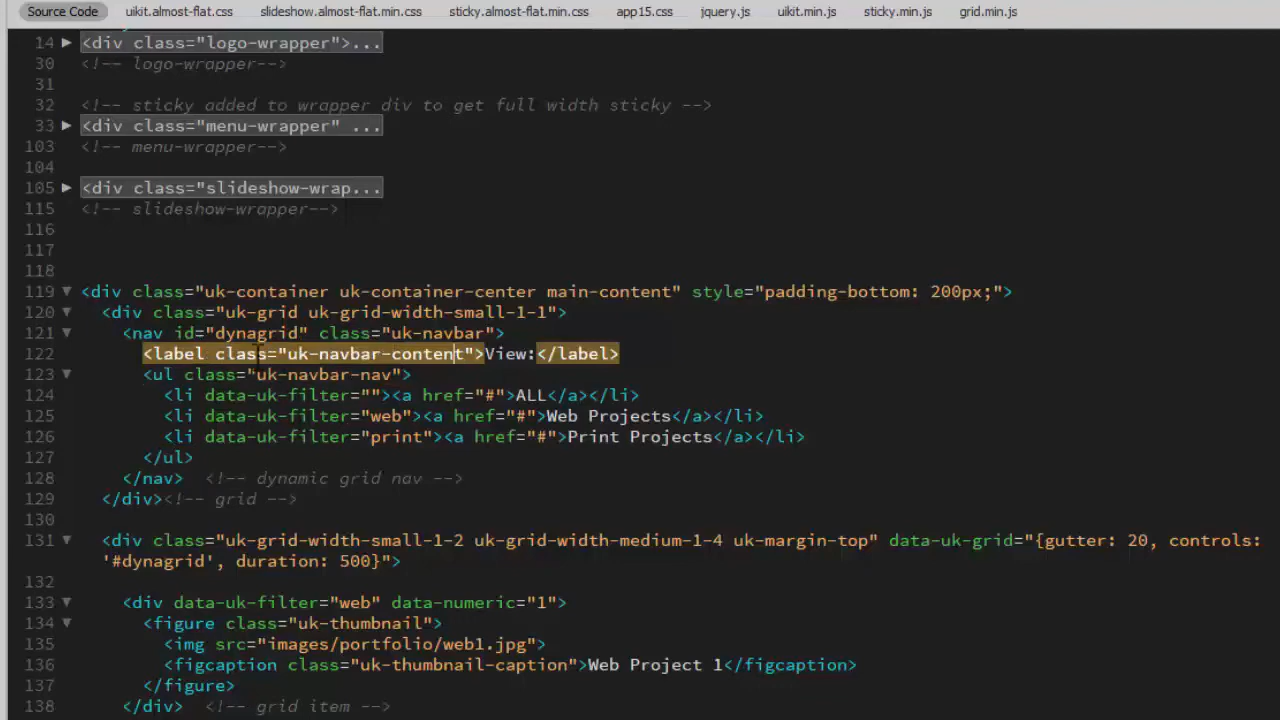 Source Code uikit.almost-flat.css slideshow.almost-flat.min.css sticky.almost-flat.min.css app15.css jquery.js uikit.min.js sticky.min.js grid.min.js
14 <div class="logo-wrapper">...
30 <!-- logo-wrapper-->
31
32 <!-- sticky added to wrapper div to get full width sticky -->
33 <div class="menu-wrapper" ...
103 <!-- menu-wrapper-->
104
105 <div class="slideshow-wrap...
115 <!-- slideshow-wrapper-->
116
117
118
119 <div class="uk-container uk-container-center main-content" style="padding-bottom: 200px;">
120 <div class="uk-grid uk-grid-width-small-1-1">
121 <nav id="dynagrid" class="uk-navbar">
122 <label class="uk-navbar-content">View:</label>
123 <ul class="uk-navbar-nav">
124 <li data-uk-filter=""><a href="#">ALL</a></li>
125 <li data-uk-filter="web"><a href="#">Web Projects</a></li>
126 <li data-uk-filter="print"><a href="#">Print Projects</a></li>
127 </ul>
128 </nav> <!-- dynamic grid nav -->
129 </div><!-- grid -->
130
131 <div class="uk-grid-width-small-1-2 uk-grid-width-medium-1-4 uk-margin-top" data-uk-grid="{gutter: 20, controls:
'#dynagrid', duration: 500}">
132
133 <div data-uk-filter="web" data-numeric="1">
134 <figure class="uk-thumbnail">
135 <img src="images/portfolio/web1.jpg">
136 <figcaption class="uk-thumbnail-caption">Web Project 1</figcaption>
137 </figure>
138 </div> <!-- grid item -->